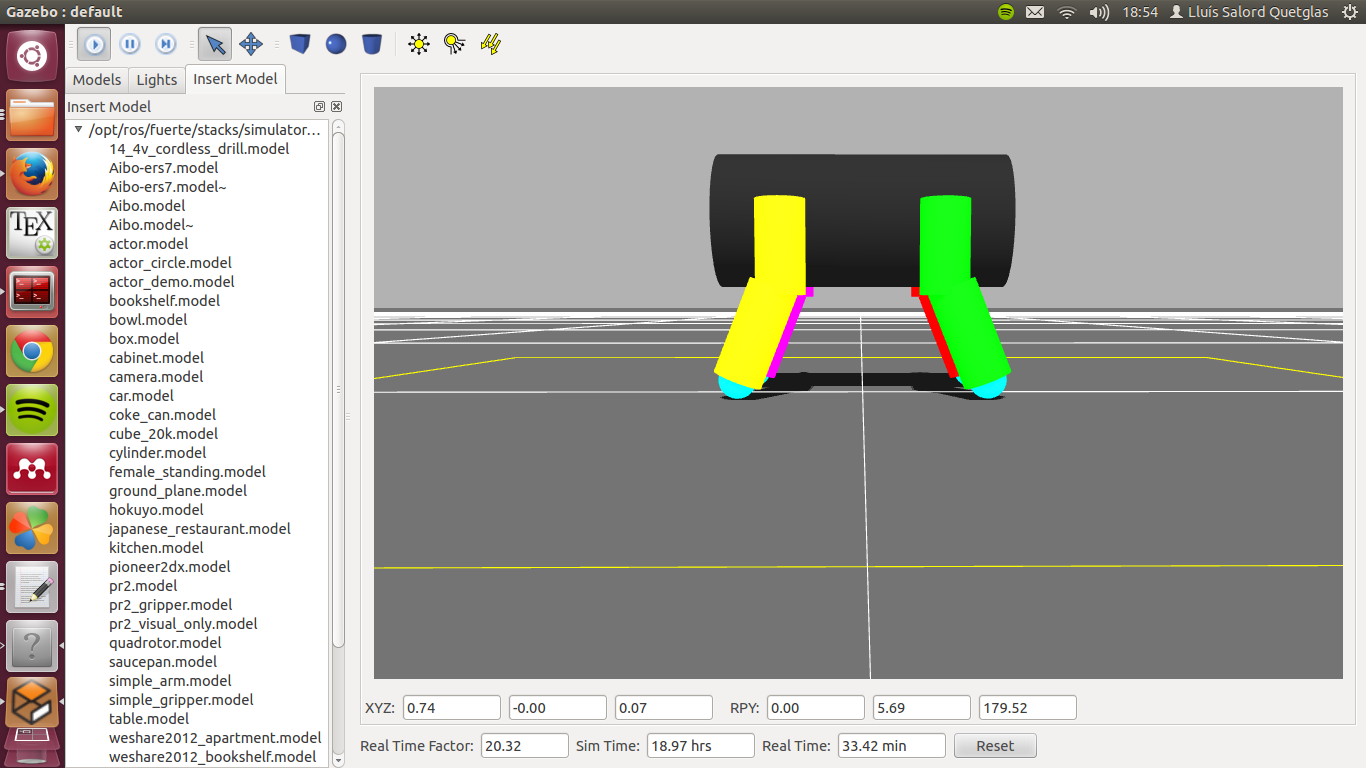 Gazebo : default
18:54 Lluís Salord Quetglas
Models Lights Insert Model
Insert Model
/opt/ros/fuerte/stacks/simulator...
14_4v_cordless_drill.model
Aibo-ers7.model
Aibo-ers7.model~
Aibo.model
Aibo.model~
actor.model
actor_circle.model
actor_demo.model
bookshelf.model
bowl.model
box.model
cabinet.model
camera.model
car.model
coke_can.model
cube_20k.model
cylinder.model
female_standing.model
ground_plane.model
hokuyo.model
japanese_restaurant.model
kitchen.model
pioneer2dx.model
pr2.model
pr2_gripper.model
pr2_visual_only.model
quadrotor.model
saucepan.model
simple_arm.model
simple_gripper.model
table.model
weshare2012_apartment.model
weshare2012_bookshelf.model
TEX
?
XYZ: 0.74 -0.00 0.07 RPY: 0.00 5.69 179.52
Real Time Factor: 20.32 Sim Time: 18.97 hrs Real Time: 33.42 min Reset